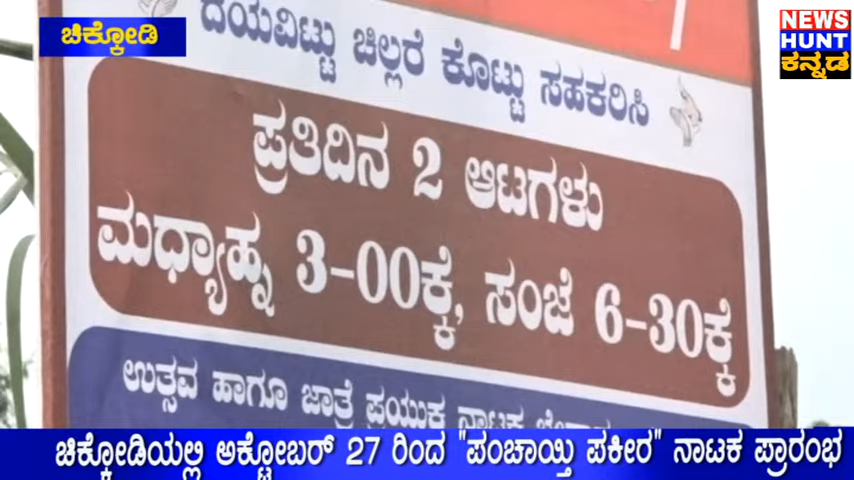 ಚಿಕ್ಕೋಡಿ
NEWS
HUNT
ಕನ್ನಡ
ದಯವಿಟ್ಟು ಚಿಲ್ಲರೆ ಕೊಟ್ಟು ಸಹಕರಿಸಿ
ಪ್ರತಿದಿನ 2 ಆಟಗಳು
ಮಧ್ಯಾಹ್ನ 3-00ಕ್ಕೆ, ಸಂಜೆ 6-30ಕ್ಕೆ
ಉತ್ಸವ ಹಾಗೂ ಜಾತ್ರೆ ಪ್ರಯುಕ್ತ ನಾಟಕ
ಚಿಕ್ಕೋಡಿಯಲ್ಲಿ ಅಕ್ಟೋಬರ್ 27 ರಿಂದ "ಪಂಚಾಯ್ತಿ ಪಕೀರ" ನಾಟಕ ಪ್ರಾರಂಭ